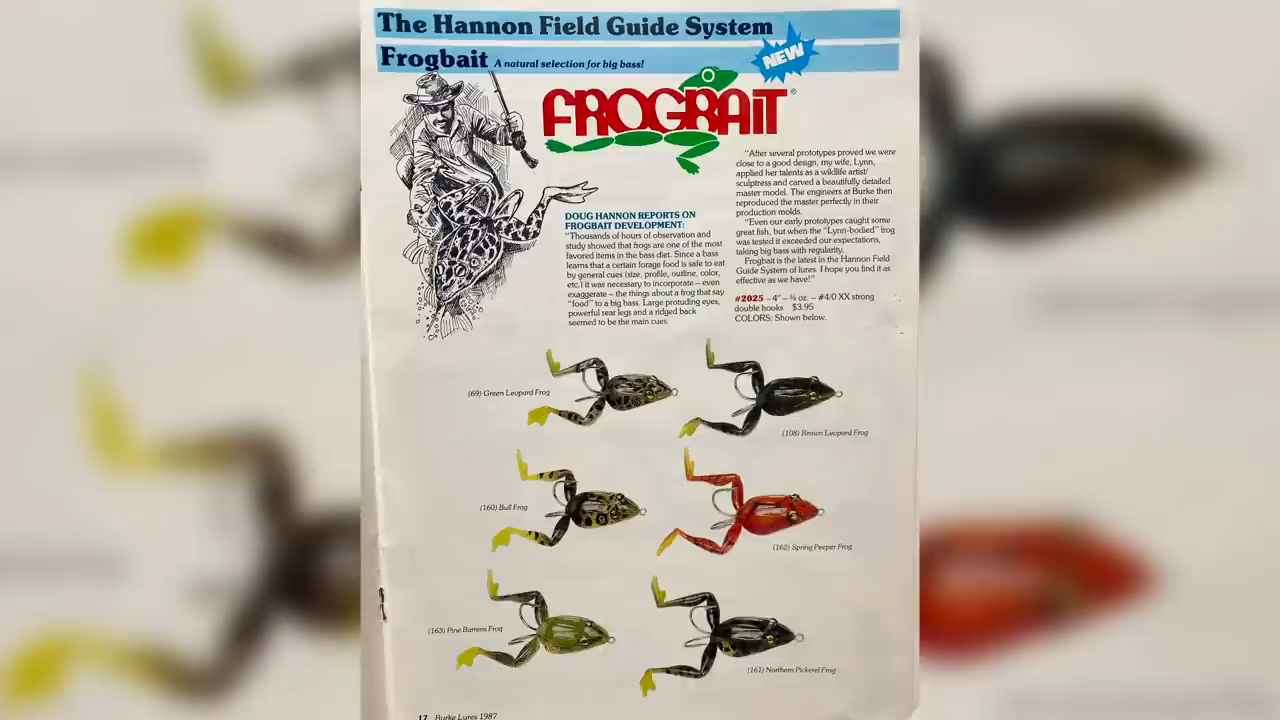 The Hannon Field Guide System
Frogbait A natural selection for big bass!
NEW
FROGBAIT®
DOUG HANNON REPORTS ON
FROGBAIT DEVELOPMENT:
"Thousands of hours of observation and
study showed that frogs are one of the most
favored items in the bass diet. Since a bass
learns that a certain forage food is safe to eat
by general cues (size, profile, outline, color,
etc.) it was necessary to incorporate – even
exaggerate – the things about a frog that say
"food" to a big bass. Large protuding eyes,
powerful rear legs and a ridged back
seemed to be the main cues.
"After several prototypes proved we were
close to a good design, my wife, Lynn,
applied her talents as a wildlife artist/
sculptress and carved a beautifully detailed
master model. The engineers at Burke then
reproduced the master perfectly in their
production molds.
"Even our early prototypes caught some
great fish, but when the "Lynn-bodied" frog
was tested it exceeded our expectations,
taking big bass with regularity.
Frogbait is the latest in the Hannon Field
Guide System of lures. I hope you find it as
effective as we have!"
#2025 – 4" – ⅝ oz. – #4/0 XX strong
double hooks $3.95
COLORS: Shown below.
(69) Green Leopard Frog
(108) Brown Leopard Frog
(160) Bull Frog
(162) Spring Peeper Frog
(163) Pine Barrens Frog
(161) Northern Pickerel Frog
17 Burke Lures 1987